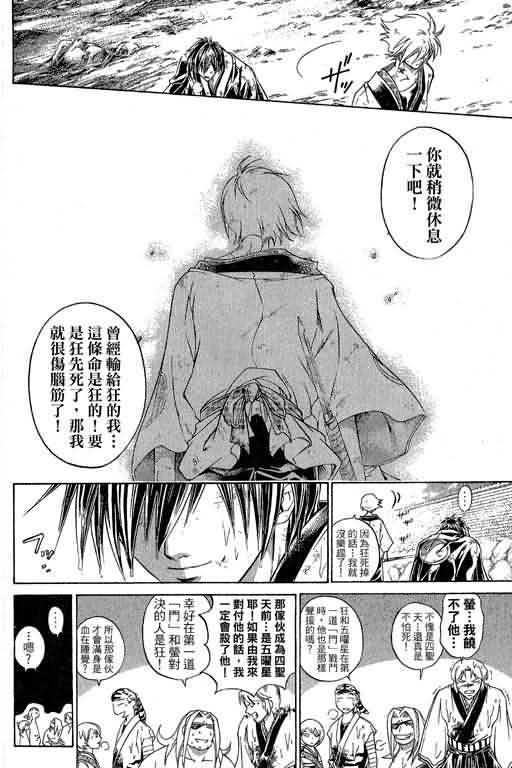 ザッ
你就稍微休息
一下吧！
曾經輸給狂的我…
這條命是狂的！要
是狂先死了，那我
就很傷腦筋了！
…
因為狂死掉
的話…我就
沒樂趣了！
螢…我饒
不了他…
不愧是四聖
天…還真是
不怕死！
狂和五曜星在第
一道「門」戰鬥
時，他也是那樣
聲援的嗎？
那傢伙成為四聖
天前…是五曜星
耶！如果由我來
對付他的話，我
一定會殺了他！
幸好在第一道
「門」和螢對
決的人是狂！
所以那傢伙
才會滿身是
血在睡覺？
…嗯？
…